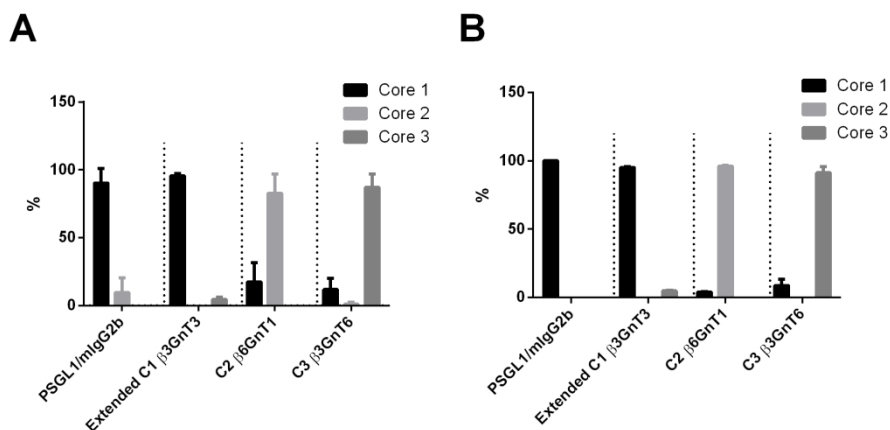 A
Core 1
Core 2
Core 3
150
100
50
0
%
PSGL1/mIgG2b
Extended C1 β3GnT3
C2 β6GnT1
C3 β3GnT6
B
Core 1
Core 2
Core 3
150
100
50
0
%
PSGL1/mIgG2b
Extended C1 β3GnT3
C2 β6GnT1
C3 β3GnT6